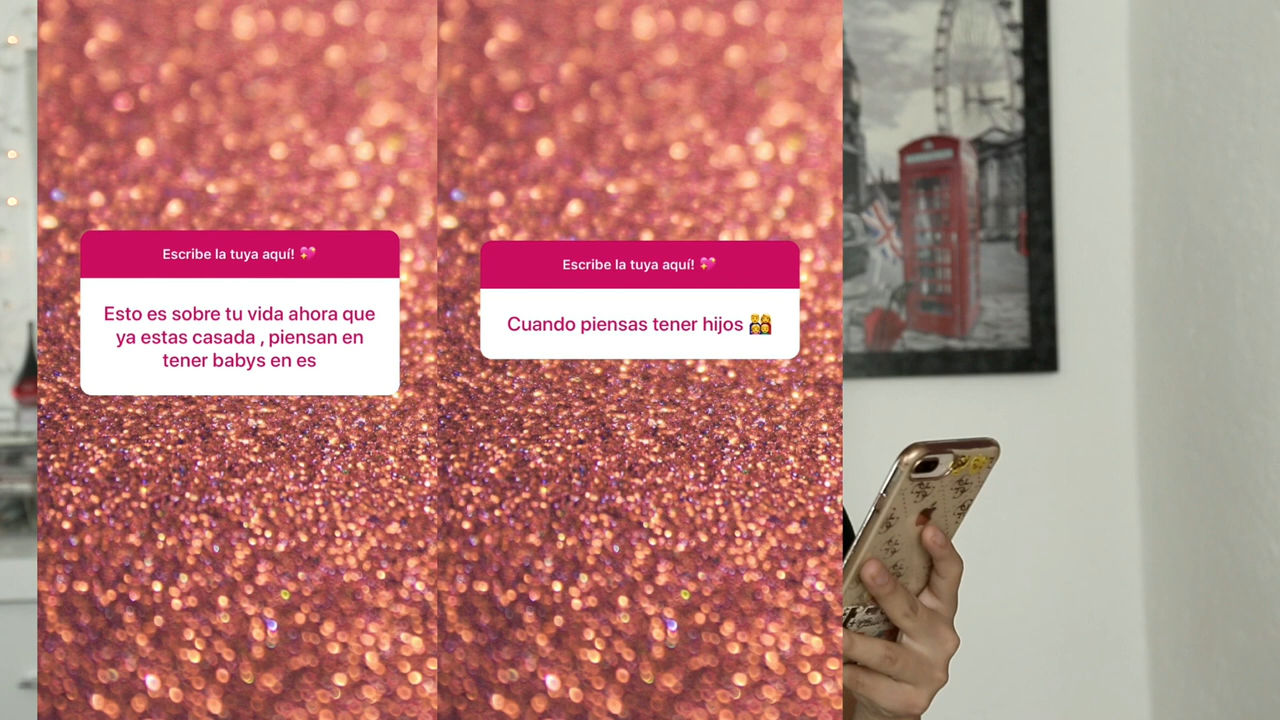 Escribe la tuya aquí! 💖
Esto es sobre tu vida ahora que
ya estas casada , piensan en
tener babys en es
Escribe la tuya aquí! 💖
Cuando piensas tener hijos 👨‍👩‍👧‍👦